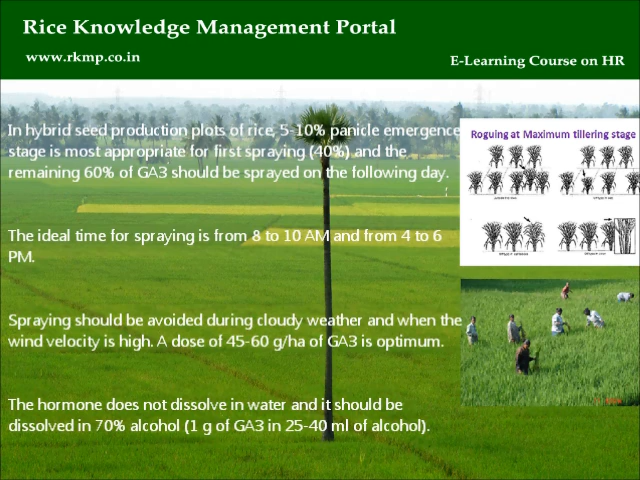 Rice Knowledge Management Portal
www.rkmp.co.in
E-Learning Course on HR
In hybrid seed production plots of rice, 5-10% panicle emergence
stage is most appropriate for first spraying (40%) and the
remaining 60% of GA3 should be sprayed on the following day.
The ideal time for spraying is from 8 to 10 AM and from 4 to 6
PM.
Spraying should be avoided during cloudy weather and when the
wind velocity is high. A dose of 45-60 g/ha of GA3 is optimum.
The hormone does not dissolve in water and it should be
dissolved in 70% alcohol (1 g of GA3 in 25-40 ml of alcohol).
Roguing at Maximum tillering stage